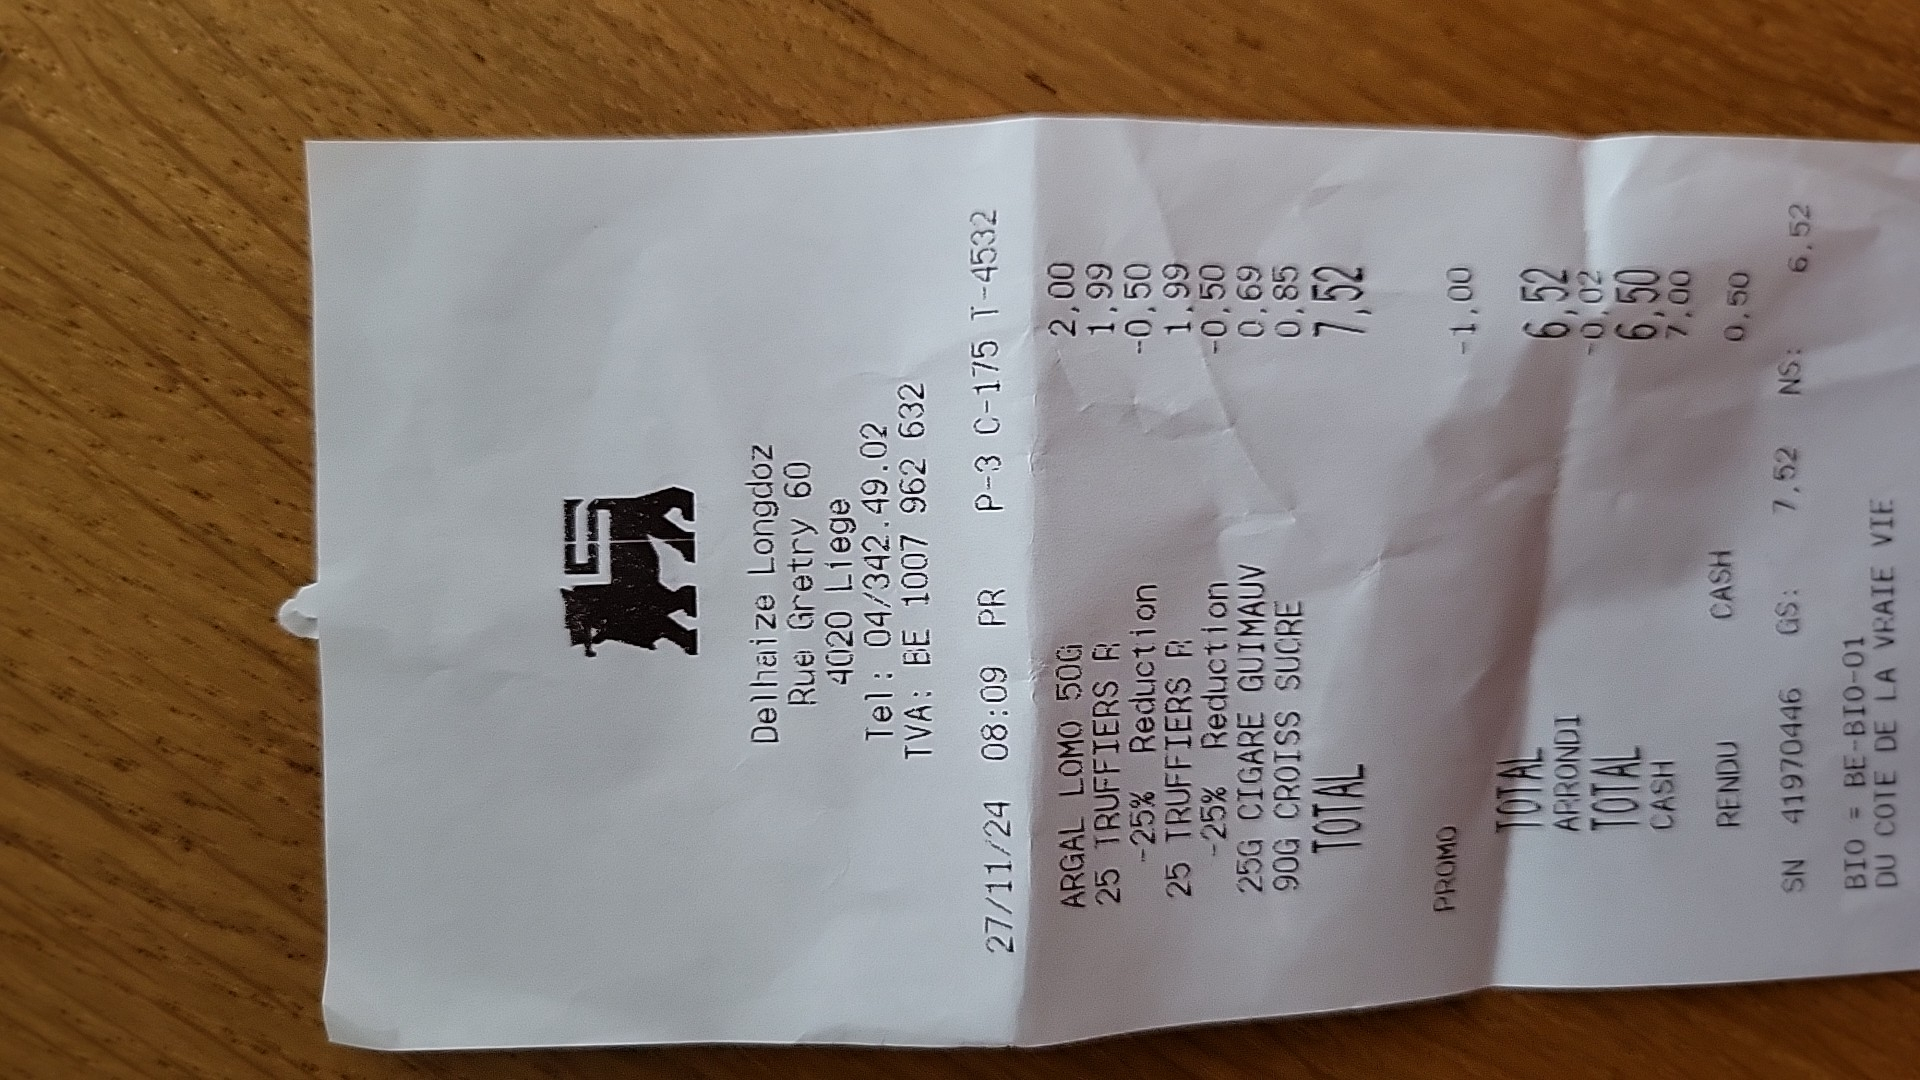 Delhaize Longdoz
Rue Gretry 60
4020 Liege
Tel: 04/342.49.02
TVA: BE 1007 962 632
27/11/24 08:09 PR P-3 C-175 T-4532
ARGAL LOMO 50G 2,00
25 TRUFFIERS R 1,99
-25% Reduction -0,50
25 TRUFFIERS R 1,99
-25% Reduction -0,50
25G CIGARE GUIMAUV 0,69
90G CROISS SUCRE 0,85
TOTAL 7,52
PROMO -1,00
TOTAL 6,52
ARRONDI -0,02
TOTAL 6,50
CASH 7,00
RENDU CASH 0,50
SN 41970446 GS: 7,52 NS: 6,52
BIO = BE-BIO-01
DU COTE DE LA VRAIE VIE